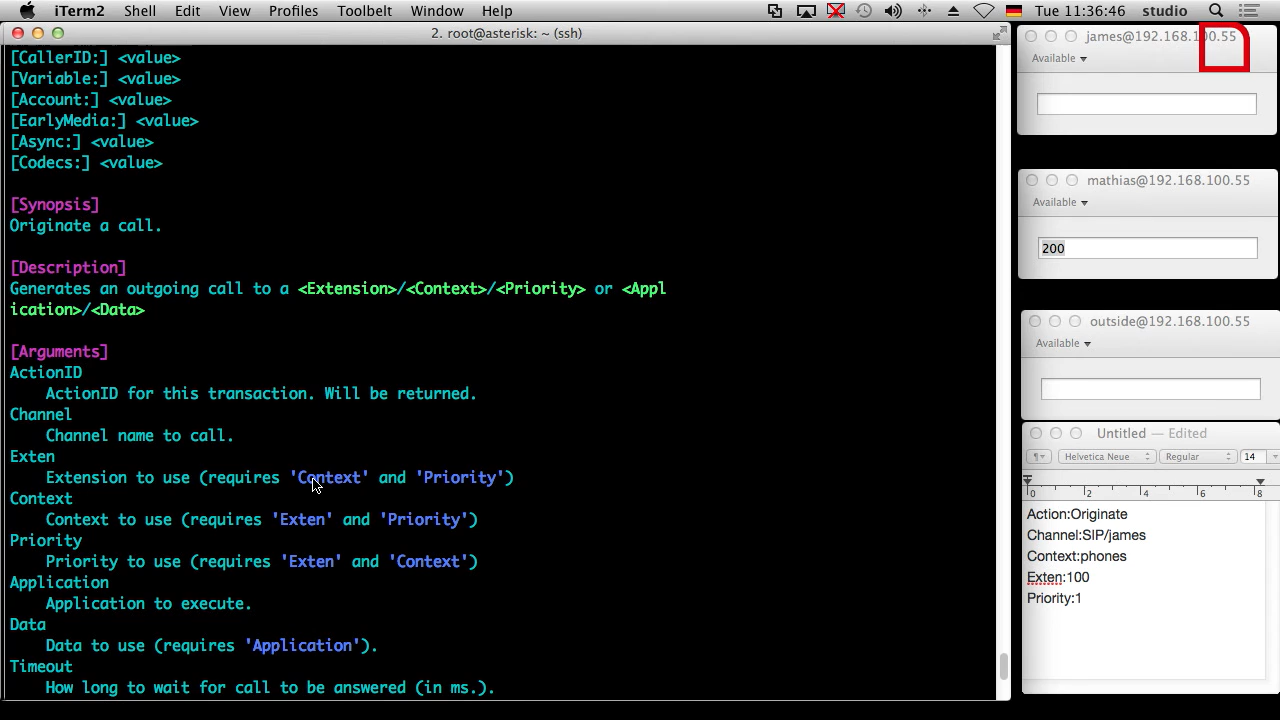 iTerm2 Shell Edit View Profiles Toolbelt Window Help Tue 11:36:46 studio
2. root@asterisk: ~ (ssh)
[CallerID:] <value>
[Variable:] <value>
[Account:] <value>
[EarlyMedia:] <value>
[Async:] <value>
[Codecs:] <value>
[Synopsis]
Originate a call.
[Description]
Generates an outgoing call to a <Extension>/<Context>/<Priority> or <Appl
ication>/<Data>
[Arguments]
ActionID
ActionID for this transaction. Will be returned.
Channel
Channel name to call.
Exten
Extension to use (requires 'Context' and 'Priority')
Context
Context to use (requires 'Exten' and 'Priority')
Priority
Priority to use (requires 'Exten' and 'Context')
Application
Application to execute.
Data
Data to use (requires 'Application').
Timeout
How long to wait for call to be answered (in ms.).
james@192.168.100.55
Available
mathias@192.168.100.55
Available
200
outside@192.168.100.55
Available
Untitled — Edited
¶ Helvetica Neue Regular 14
0 2 4 6 8
Action:Originate
Channel:SIP/james
Context:phones
Exten:100
Priority:1